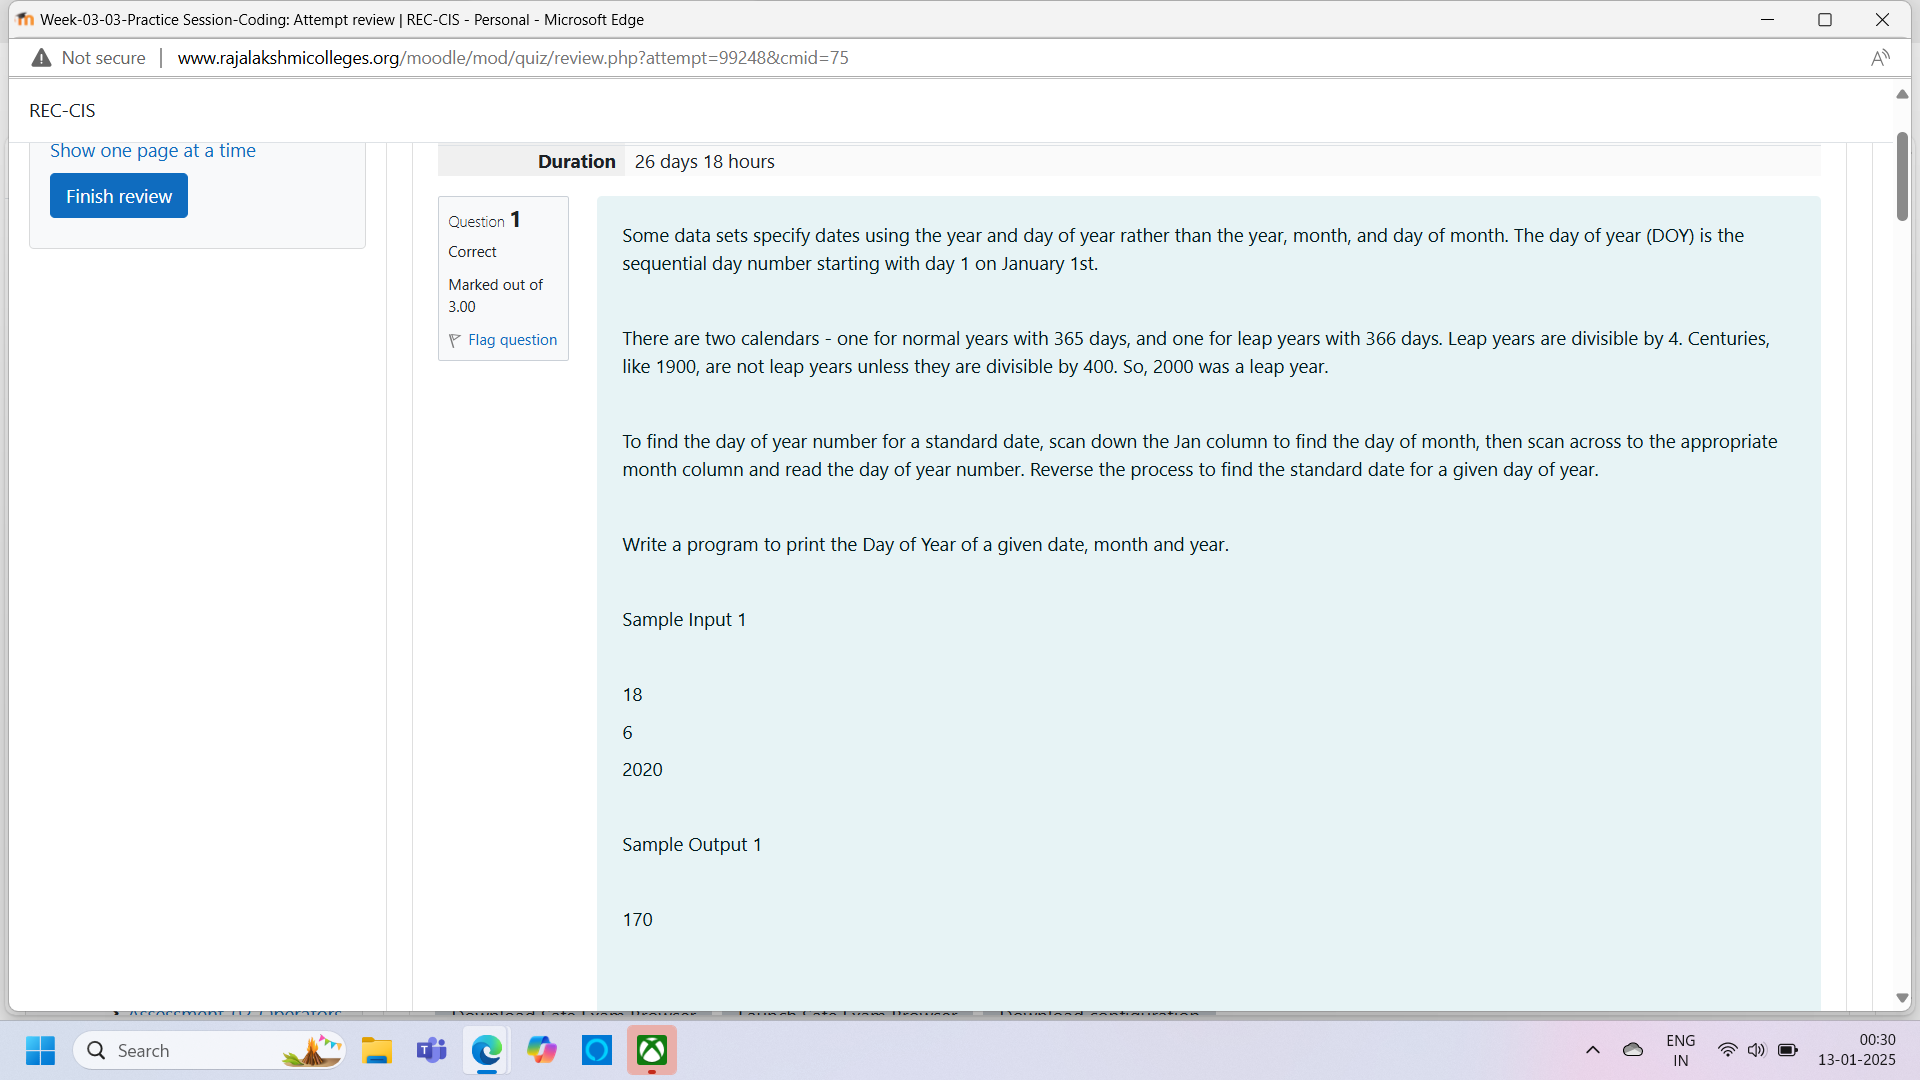 Week-03-03-Practice Session-Coding: Attempt review | REC-CIS - Personal - Microsoft Edge
Not secure
www.rajalakshmicolleges.org/moodle/mod/quiz/review.php?attempt=99248&cmid=75
REC-CIS
Show one page at a time
Finish review
Duration 26 days 18 hours
Question 1
Correct
Marked out of
3.00
Flag question
Some data sets specify dates using the year and day of year rather than the year, month, and day of month. The day of year (DOY) is the
sequential day number starting with day 1 on January 1st.
There are two calendars - one for normal years with 365 days, and one for leap years with 366 days. Leap years are divisible by 4. Centuries,
like 1900, are not leap years unless they are divisible by 400. So, 2000 was a leap year.
To find the day of year number for a standard date, scan down the Jan column to find the day of month, then scan across to the appropriate
month column and read the day of year number. Reverse the process to find the standard date for a given day of year.
Write a program to print the Day of Year of a given date, month and year.
Sample Input 1
18
6
2020
Sample Output 1
170
Search
ENG
IN
00:30
13-01-2025